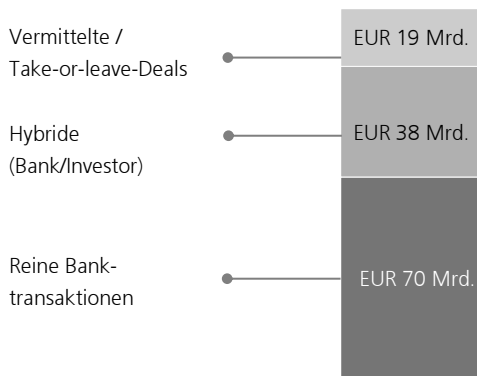 Vermittelte /
Take-or-leave-Deals
EUR 19 Mrd.
Hybride
(Bank/Investor)
EUR 38 Mrd.
Reine Bank-
transaktionen
EUR 70 Mrd.